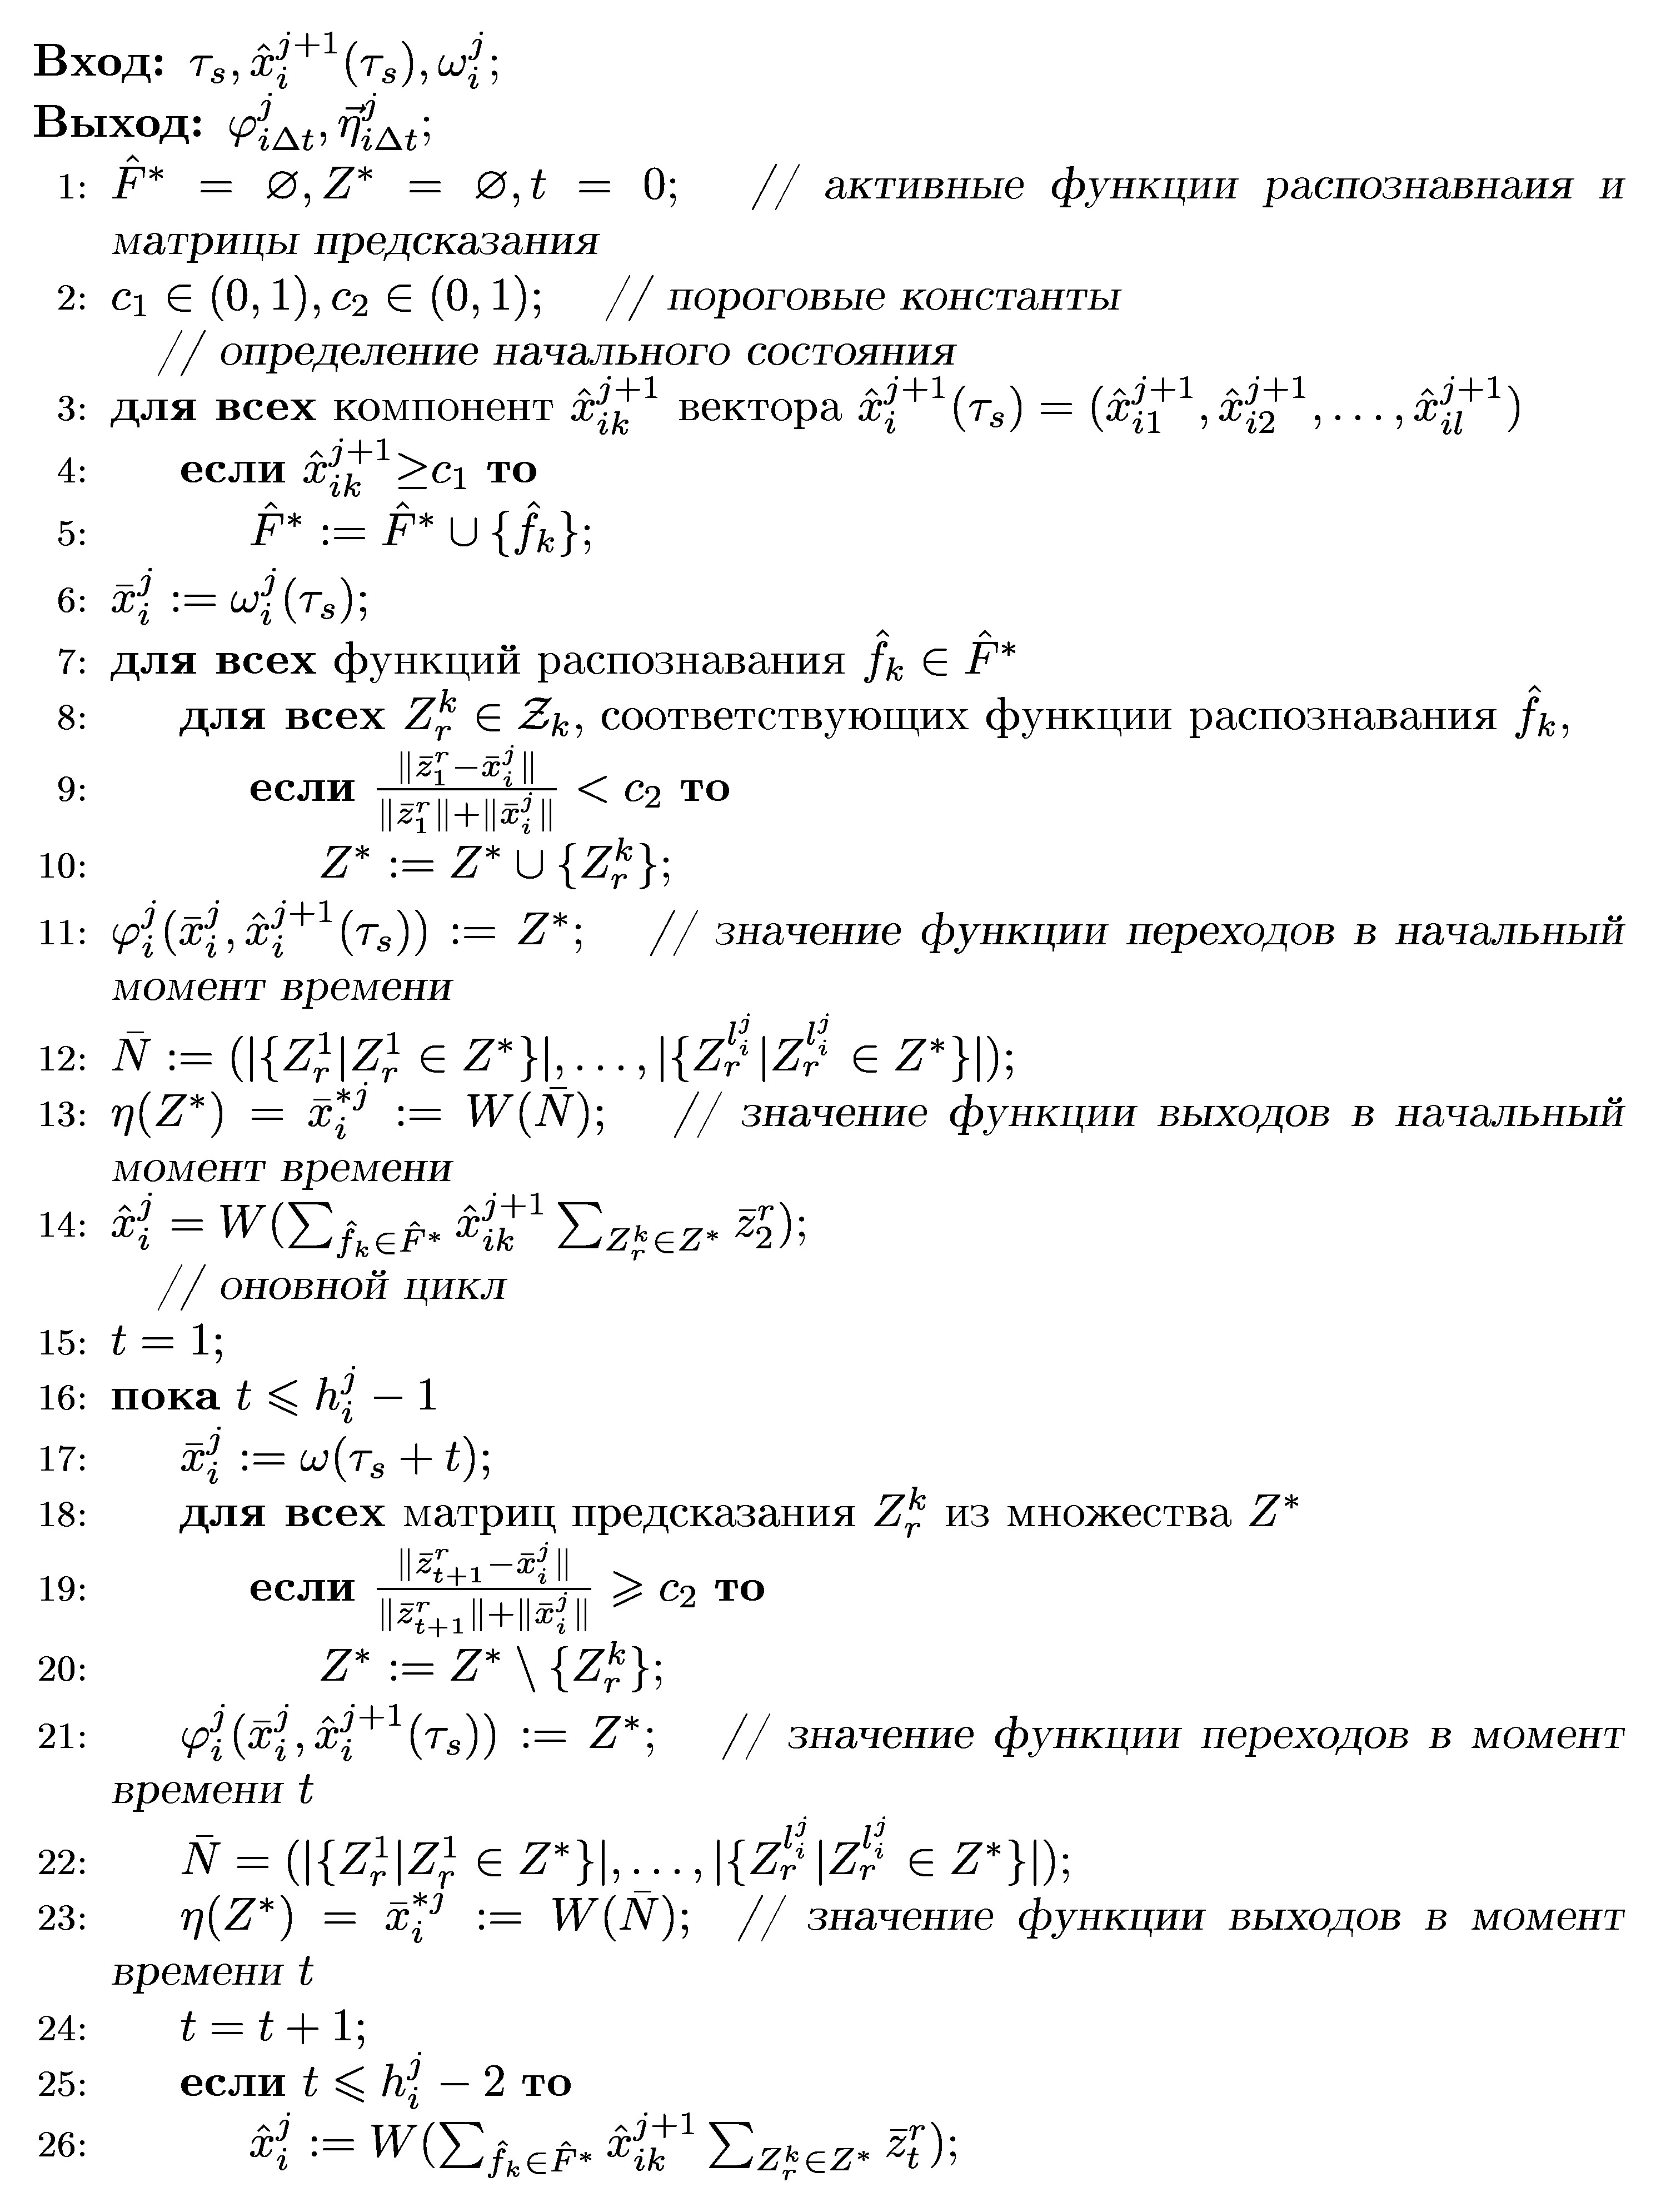 Вход: $\tau_s, \hat{x}_i^{j+1}(\tau_s), \omega_i^j$;
Выход: $\varphi_{i\Delta t}^j, \vec{\eta}_{i\Delta t}^j$;
1: $\hat{F}^* = \varnothing, Z^* = \varnothing, t = 0$; // активные функции распознавнаия и
матрицы предсказания
2: $c_1 \in (0,1), c_2 \in (0,1)$; // пороговые константы
// определение начального состояния
3: для всех компонент $\hat{x}_{ik}^{j+1}$ вектора $\hat{x}_i^{j+1}(\tau_s) = (\hat{x}_{i1}^{j+1}, \hat{x}_{i2}^{j+1}, \ldots, \hat{x}_{il}^{j+1})$
4: если $\hat{x}_{ik}^{j+1} \geq c_1$ то
5: $\hat{F}^* := \hat{F}^* \cup \{\hat{f}_k\}$;
6: $\bar{x}_i^j := \omega_i^j(\tau_s)$;
7: для всех функций распознавания $\hat{f}_k \in \hat{F}^*$
8: для всех $Z_r^k \in \mathcal{Z}_k$, соответствующих функции распознавания $\hat{f}_k$,
9: если $\frac{\|\bar{z}_1^r - \bar{x}_i^j\|}{\|\bar{z}_1^r\| + \|\bar{x}_i^j\|} < c_2$ то
10: $Z^* := Z^* \cup \{Z_r^k\}$;
11: $\varphi_i^j(\bar{x}_i^j, \hat{x}_i^{j+1}(\tau_s)) := Z^*$; // значение функции переходов в начальный
момент времени
12: $\bar{N} := (|\{Z_r^1 | Z_r^1 \in Z^*\}|, \ldots, |\{Z_r^{l_i^j} | Z_r^{l_i^j} \in Z^*\}|)$;
13: $\eta(Z^*) = \bar{x}_i^{*j} := W(\bar{N})$; // значение функции выходов в начальный
момент времени
14: $\hat{x}_i^j = W(\sum_{\hat{f}_k \in \hat{F}^*} \hat{x}_{ik}^{j+1} \sum_{Z_r^k \in Z^*} \bar{z}_2^r)$;
// оновной цикл
15: $t = 1$;
16: пока $t \leqslant h_i^j - 1$
17: $\bar{x}_i^j := \omega(\tau_s + t)$;
18: для всех матриц предсказания $Z_r^k$ из множества $Z^*$
19: если $\frac{\|\bar{z}_{t+1}^r - \bar{x}_i^j\|}{\|\bar{z}_{t+1}^r\| + \|\bar{x}_i^j\|} \geqslant c_2$ то
20: $Z^* := Z^* \setminus \{Z_r^k\}$;
21: $\varphi_i^j(\bar{x}_i^j, \hat{x}_i^{j+1}(\tau_s)) := Z^*$; // значение функции переходов в момент
времени $t$
22: $\bar{N} = (|\{Z_r^1 | Z_r^1 \in Z^*\}|, \ldots, |\{Z_r^{l_i^j} | Z_r^{l_i^j} \in Z^*\}|)$;
23: $\eta(Z^*) = \bar{x}_i^{*j} := W(\bar{N})$; // значение функции выходов в момент
времени $t$
24: $t = t + 1$;
25: если $t \leqslant h_i^j - 2$ то
26: $\hat{x}_i^j := W(\sum_{\hat{f}_k \in \hat{F}^*} \hat{x}_{ik}^{j+1} \sum_{Z_r^k \in Z^*} \bar{z}_t^r)$;